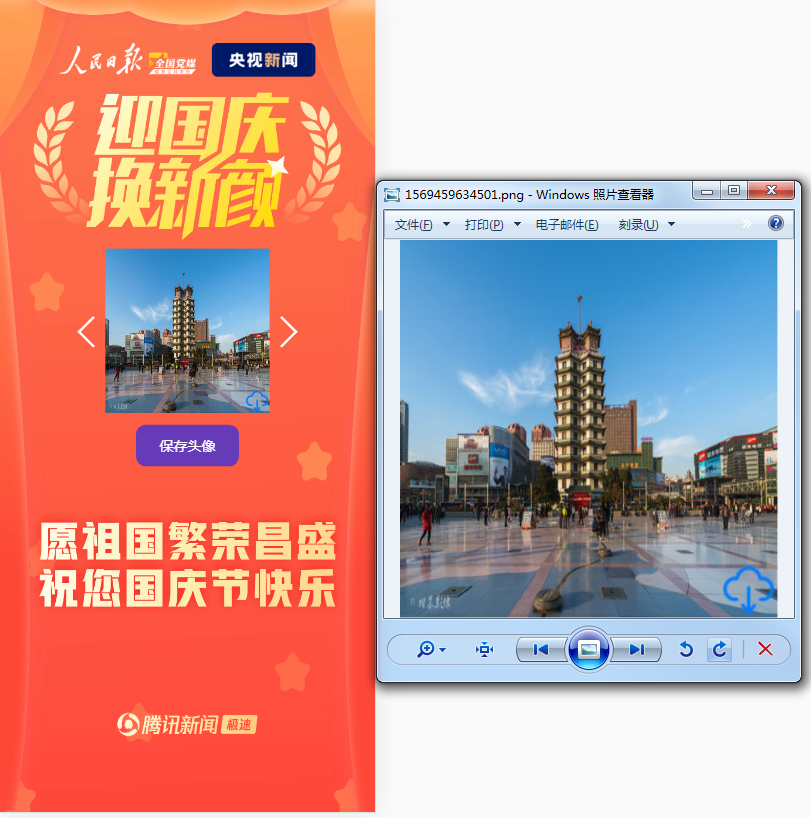 人民日报
全国党媒
央视新闻
迎国庆
换新颜
保存头像
愿祖国繁荣昌盛
祝您国庆节快乐
腾讯新闻 极速
1569459634501.png - Windows 照片查看器
文件(F) 打印(P) 电子邮件(E) 刻录(U)